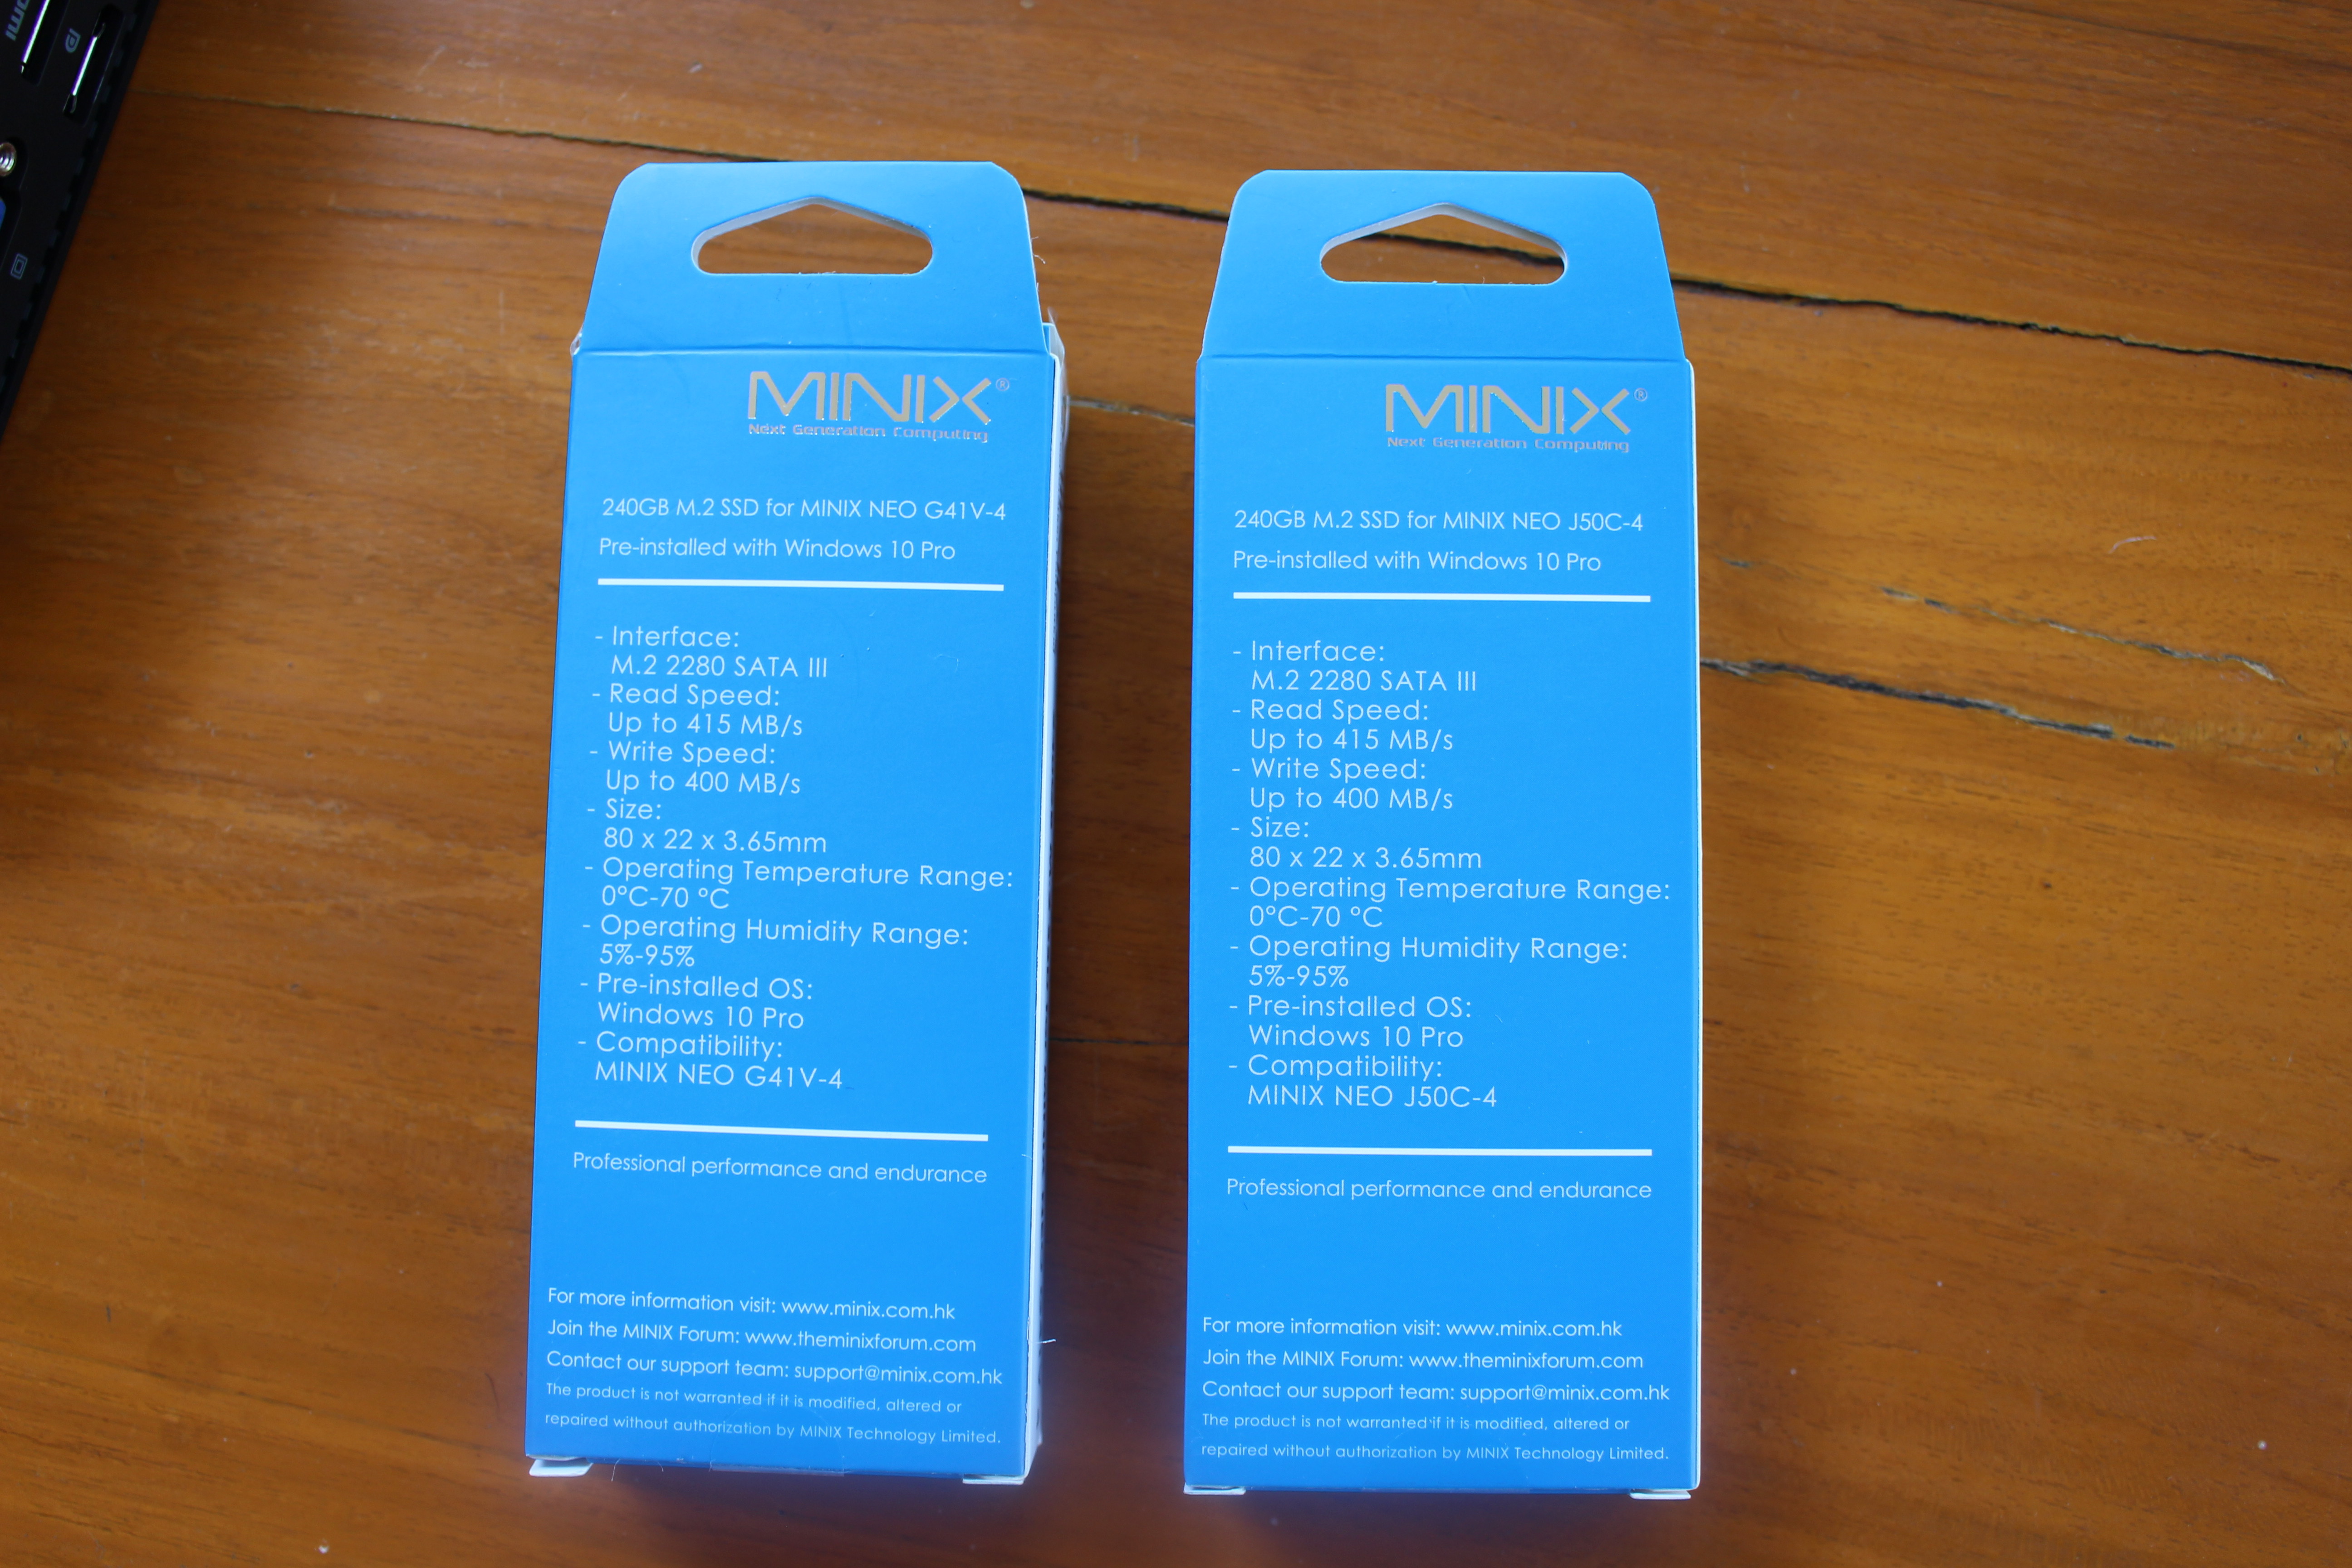 MINIX®
Next Generation Computing
240GB M.2 SSD for MINIX NEO G41V-4
Pre-installed with Windows 10 Pro
- Interface:
M.2 2280 SATA III
- Read Speed:
Up to 415 MB/s
- Write Speed:
Up to 400 MB/s
- Size:
80 x 22 x 3.65mm
- Operating Temperature Range:
0°C-70 °C
- Operating Humidity Range:
5%-95%
- Pre-installed OS:
Windows 10 Pro
- Compatibility:
MINIX NEO G41V-4
Professional performance and endurance
For more information visit: www.minix.com.hk
Join the MINIX Forum: www.theminixforum.com
Contact our support team: support@minix.com.hk
The product is not warranted if it is modified, altered or
repaired without authorization by MINIX Technology Limited.
MINIX®
Next Generation Computing
240GB M.2 SSD for MINIX NEO J50C-4
Pre-installed with Windows 10 Pro
- Interface:
M.2 2280 SATA III
- Read Speed:
Up to 415 MB/s
- Write Speed:
Up to 400 MB/s
- Size:
80 x 22 x 3.65mm
- Operating Temperature Range:
0°C-70 °C
- Operating Humidity Range:
5%-95%
- Pre-installed OS:
Windows 10 Pro
- Compatibility:
MINIX NEO J50C-4
Professional performance and endurance
For more information visit: www.minix.com.hk
Join the MINIX Forum: www.theminixforum.com
Contact our support team: support@minix.com.hk
The product is not warranted if it is modified, altered or
repaired without authorization by MINIX Technology Limited.